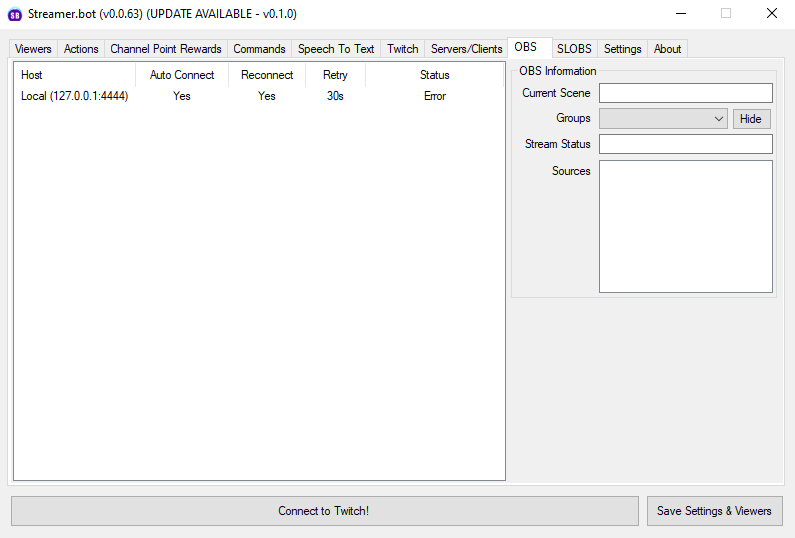 SB Streamer.bot (v0.0.63) (UPDATE AVAILABLE - v0.1.0)
Viewers Actions Channel Point Rewards Commands Speech To Text Twitch Servers/Clients OBS SLOBS Settings About
Host Auto Connect Reconnect Retry Status
Local (127.0.0.1:4444) Yes Yes 30s Error
OBS Information
Current Scene
Groups Hide
Stream Status
Sources
Connect to Twitch! Save Settings & Viewers